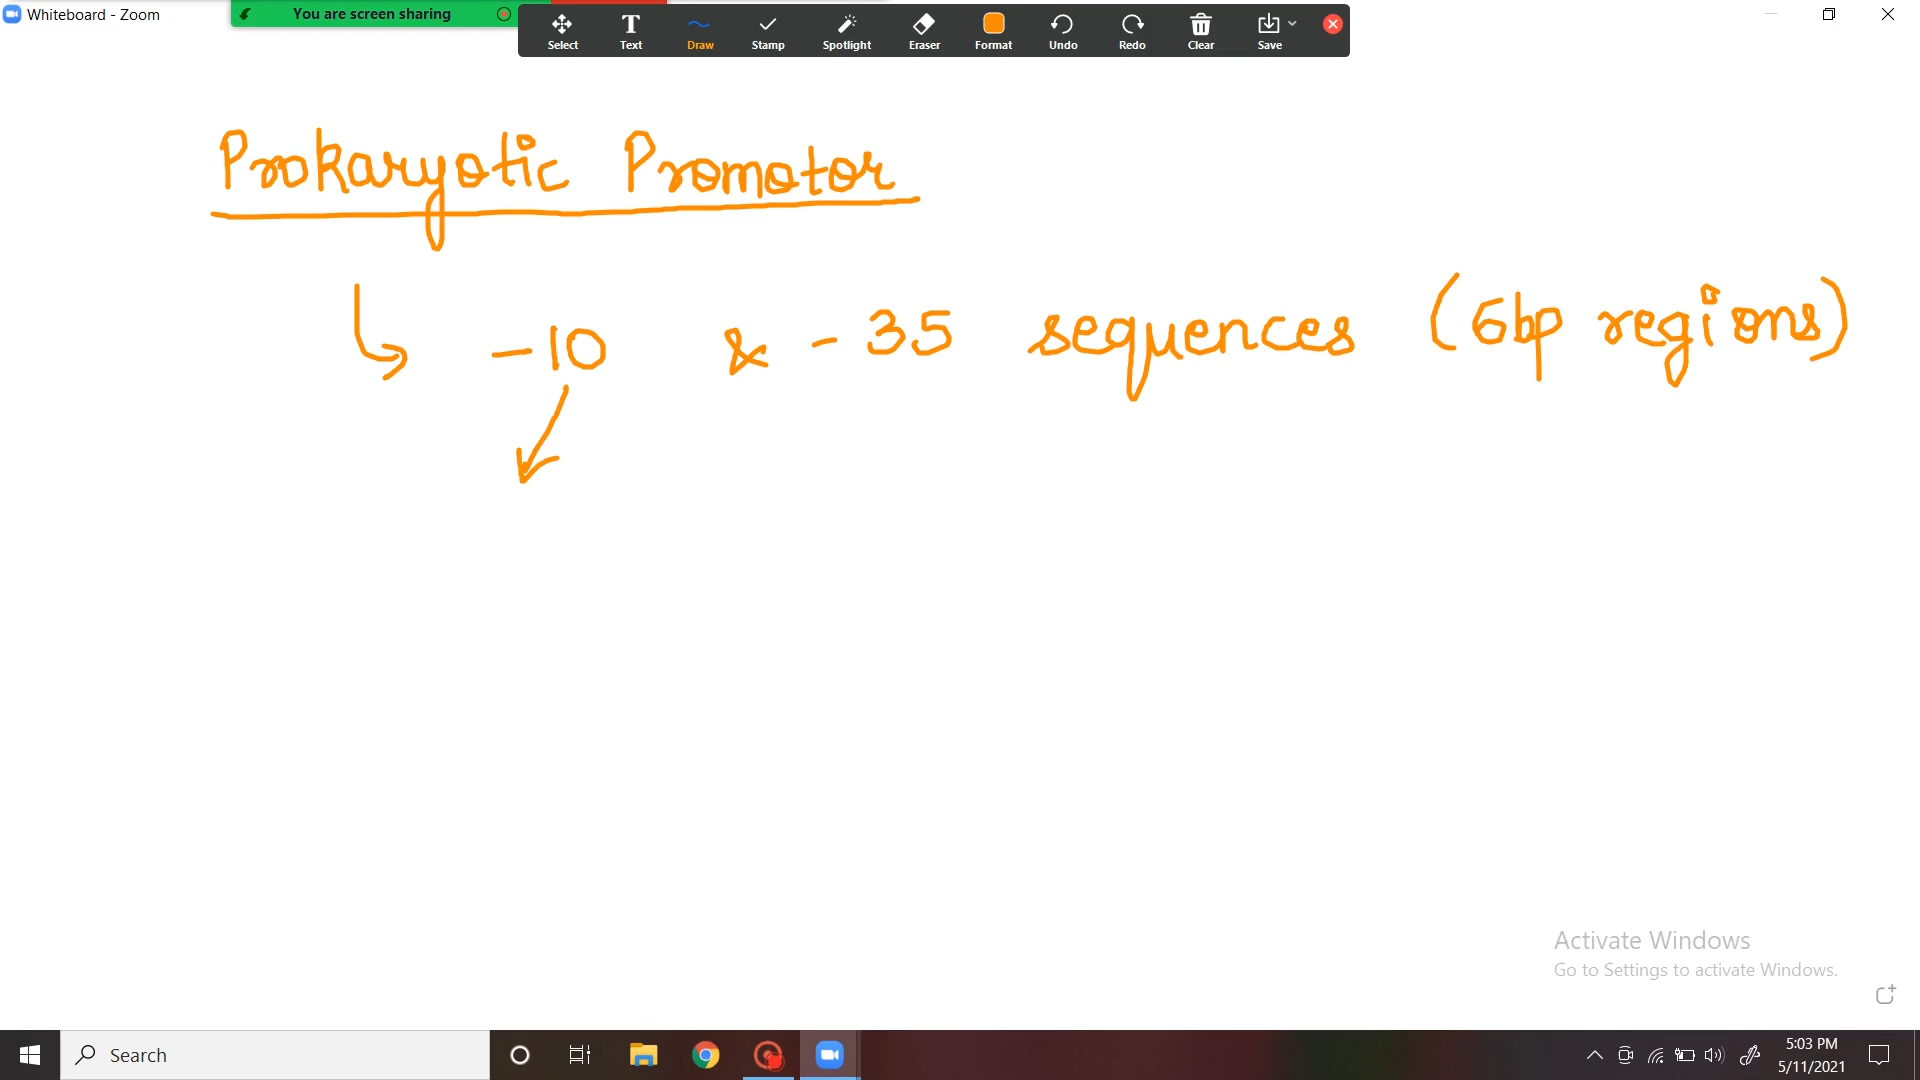 Whiteboard - Zoom
You are screen sharing
Select Text Draw Stamp Spotlight Eraser Format Undo Redo Clear Save
Prokaryotic Promotor
-10 & -35 sequences (6bp regions)
Activate Windows
Go to Settings to activate Windows.
Search
5:03 PM
5/11/2021